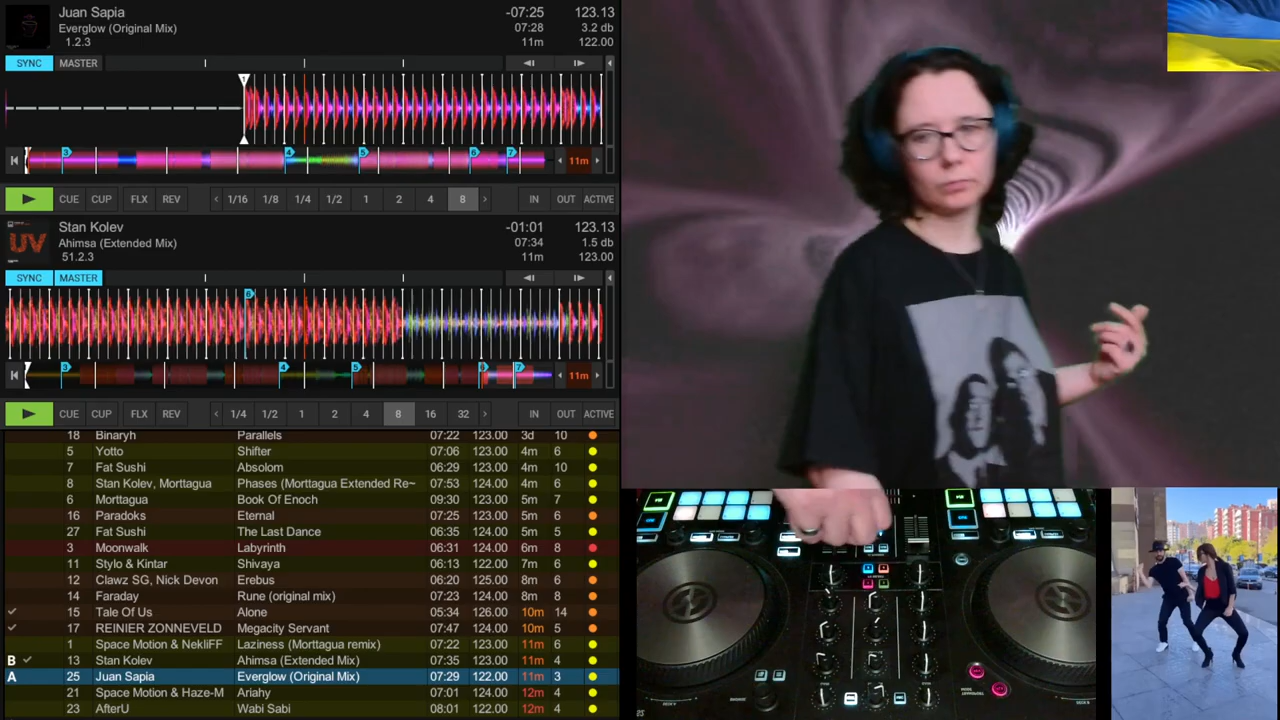 Juan Sapia -07:25 123.13
Everglow (Original Mix) 07:28 3.2 db
1.2.3 11m 122.00
SYNC MASTER
1
3 4 5 6 7 11m
CUE CUP FLX REV 1/16 1/8 1/4 1/2 1 2 4 8 IN OUT ACTIVE
UV
Stan Kolev -01:01 123.13
Ahimsa (Extended Mix) 07:34 1.5 db
51.2.3 11m 123.00
SYNC MASTER
6
3 4 5 6 7 11m
CUE CUP FLX REV 1/4 1/2 1 2 4 8 16 32 IN OUT ACTIVE
18 Binaryh Parallels 07:22 123.00 3d 10
5 Yotto Shifter 07:06 123.00 4m 6
7 Fat Sushi Absolom 06:29 123.00 4m 10
8 Stan Kolev, Morttagua Phases (Morttagua Extended Re~ 07:53 124.00 4m 6
6 Morttagua Book Of Enoch 09:30 123.00 5m 7
16 Paradoks Eternal 07:25 123.00 5m 6
27 Fat Sushi The Last Dance 06:35 124.00 5m 5
3 Moonwalk Labyrinth 06:31 124.00 6m 8
11 Stylo & Kintar Shivaya 06:13 122.00 7m 6
12 Clawz SG, Nick Devon Erebus 06:20 125.00 8m 6
14 Faraday Rune (original mix) 07:23 124.00 8m 8
15 Tale Of Us Alone 05:34 126.00 10m 14
17 REINIER ZONNEVELD Megacity Servant 07:47 124.00 10m 5
1 Space Motion & NekliFF Laziness (Morttagua remix) 07:22 123.00 11m 6
B 13 Stan Kolev Ahimsa (Extended Mix) 07:35 123.00 11m 4
A 25 Juan Sapia Everglow (Original Mix) 07:29 122.00 11m 3
21 Space Motion & Haze-M Ariahy 07:01 124.00 12m 4
23 AfterU Wabi Sabi 08:01 122.00 12m 4